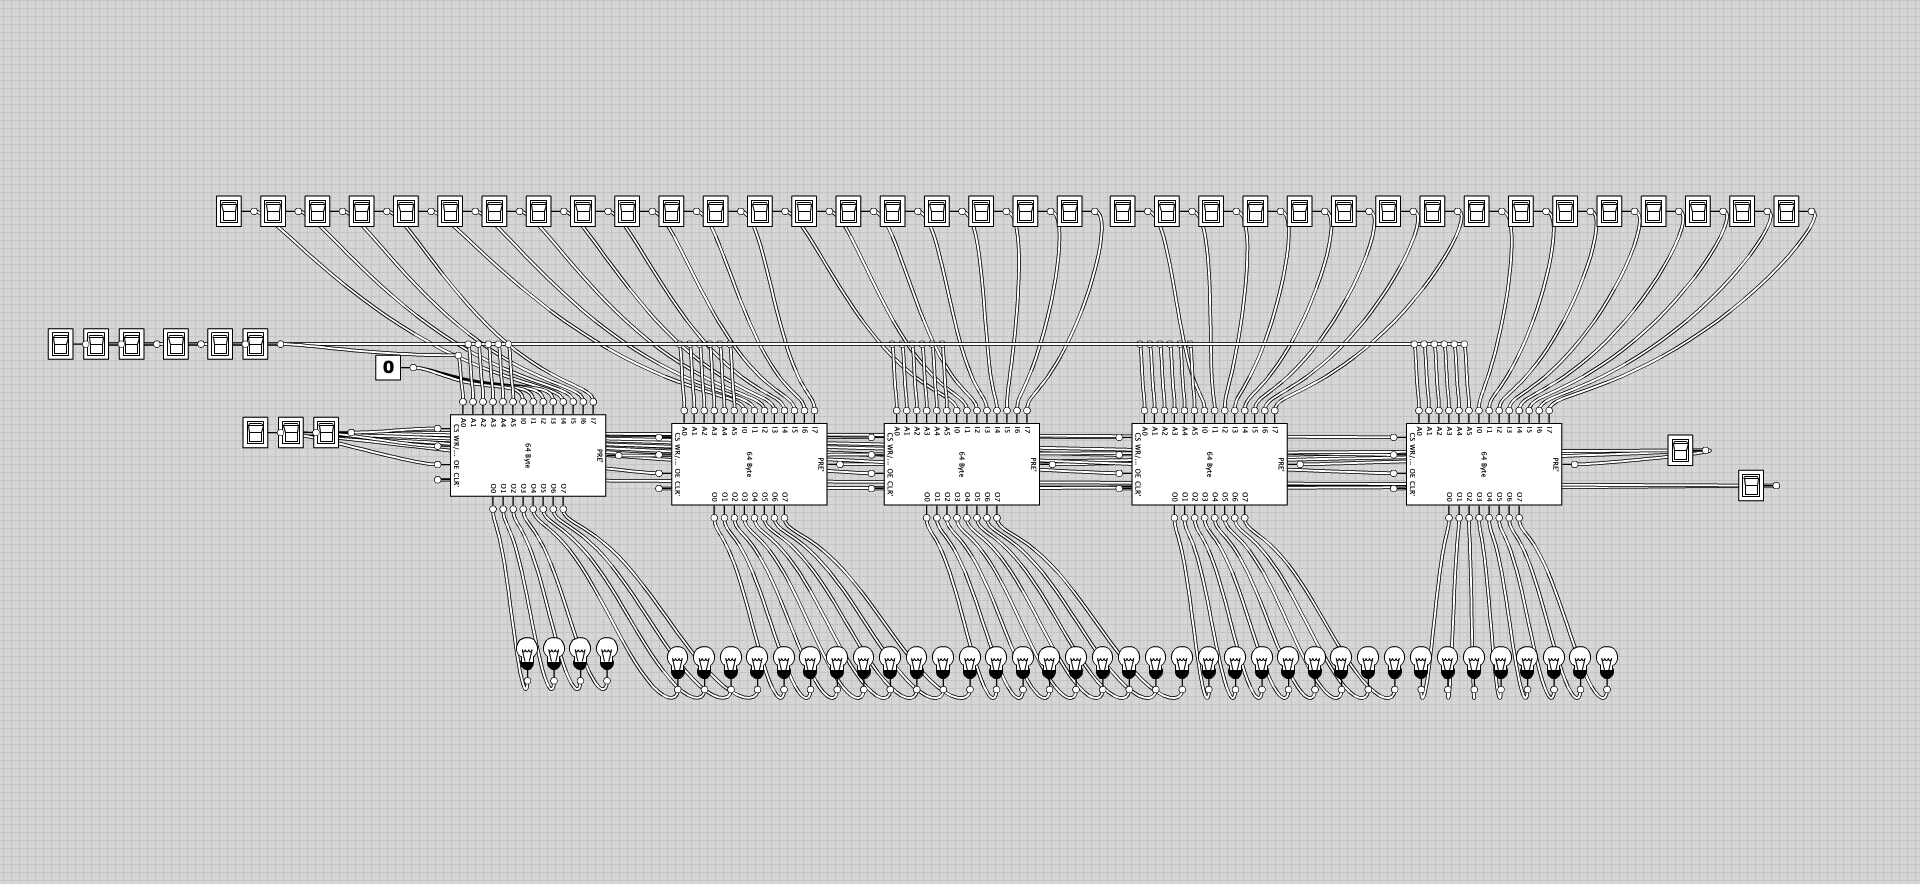 0
A0 A1 A2 A3 A4 A5 I0 I1 I2 I3 I4 I5 I6 I7
CS WR/... OE CLR'
64 Byte
PRE'
O0 O1 O2 O3 O4 O5 O6 O7
A0 A1 A2 A3 A4 A5 I0 I1 I2 I3 I4 I5 I6 I7
CS WR/... OE CLR'
64 Byte
PRE'
O0 O1 O2 O3 O4 O5 O6 O7
A0 A1 A2 A3 A4 A5 I0 I1 I2 I3 I4 I5 I6 I7
CS WR/... OE CLR'
64 Byte
PRE'
O0 O1 O2 O3 O4 O5 O6 O7
A0 A1 A2 A3 A4 A5 I0 I1 I2 I3 I4 I5 I6 I7
CS WR/... OE CLR'
64 Byte
PRE'
O0 O1 O2 O3 O4 O5 O6 O7
A0 A1 A2 A3 A4 A5 I0 I1 I2 I3 I4 I5 I6 I7
CS WR/... OE CLR'
64 Byte
PRE'
O0 O1 O2 O3 O4 O5 O6 O7